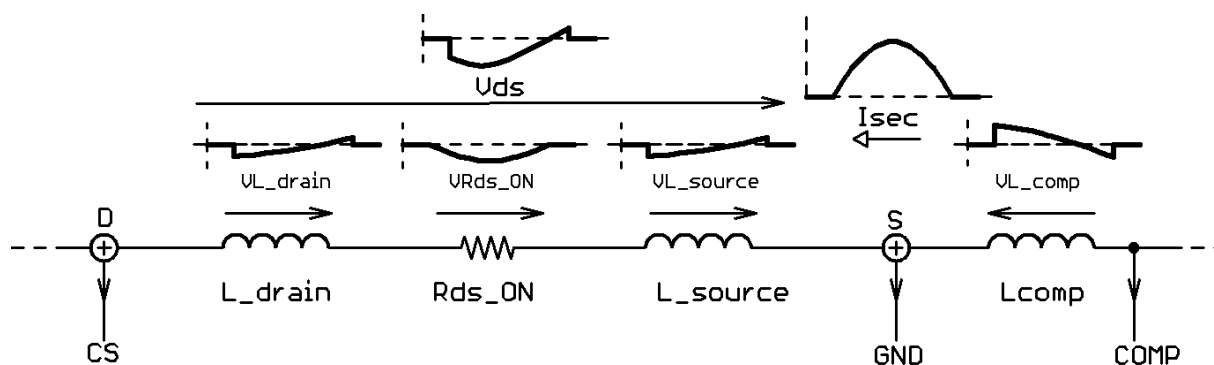 Vds
Isec
VL_drain
VRds_ON
VL_source
VL_comp
D
S
L_drain
Rds_ON
L_source
Lcomp
CS
GND
COMP